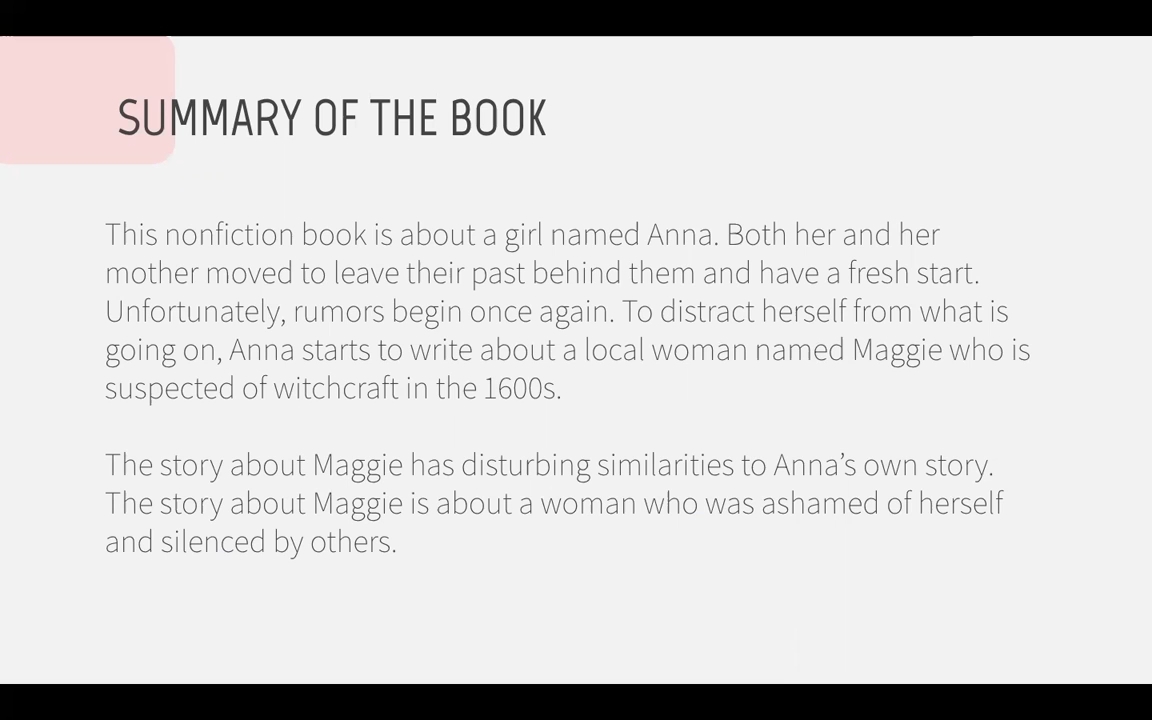 SUMMARY OF THE BOOK
This nonfiction book is about a girl named Anna. Both her and her
mother moved to leave their past behind them and have a fresh start.
Unfortunately, rumors begin once again. To distract herself from what is
going on, Anna starts to write about a local woman named Maggie who is
suspected of witchcraft in the 1600s.
The story about Maggie has disturbing similarities to Anna’s own story.
The story about Maggie is about a woman who was ashamed of herself
and silenced by others.